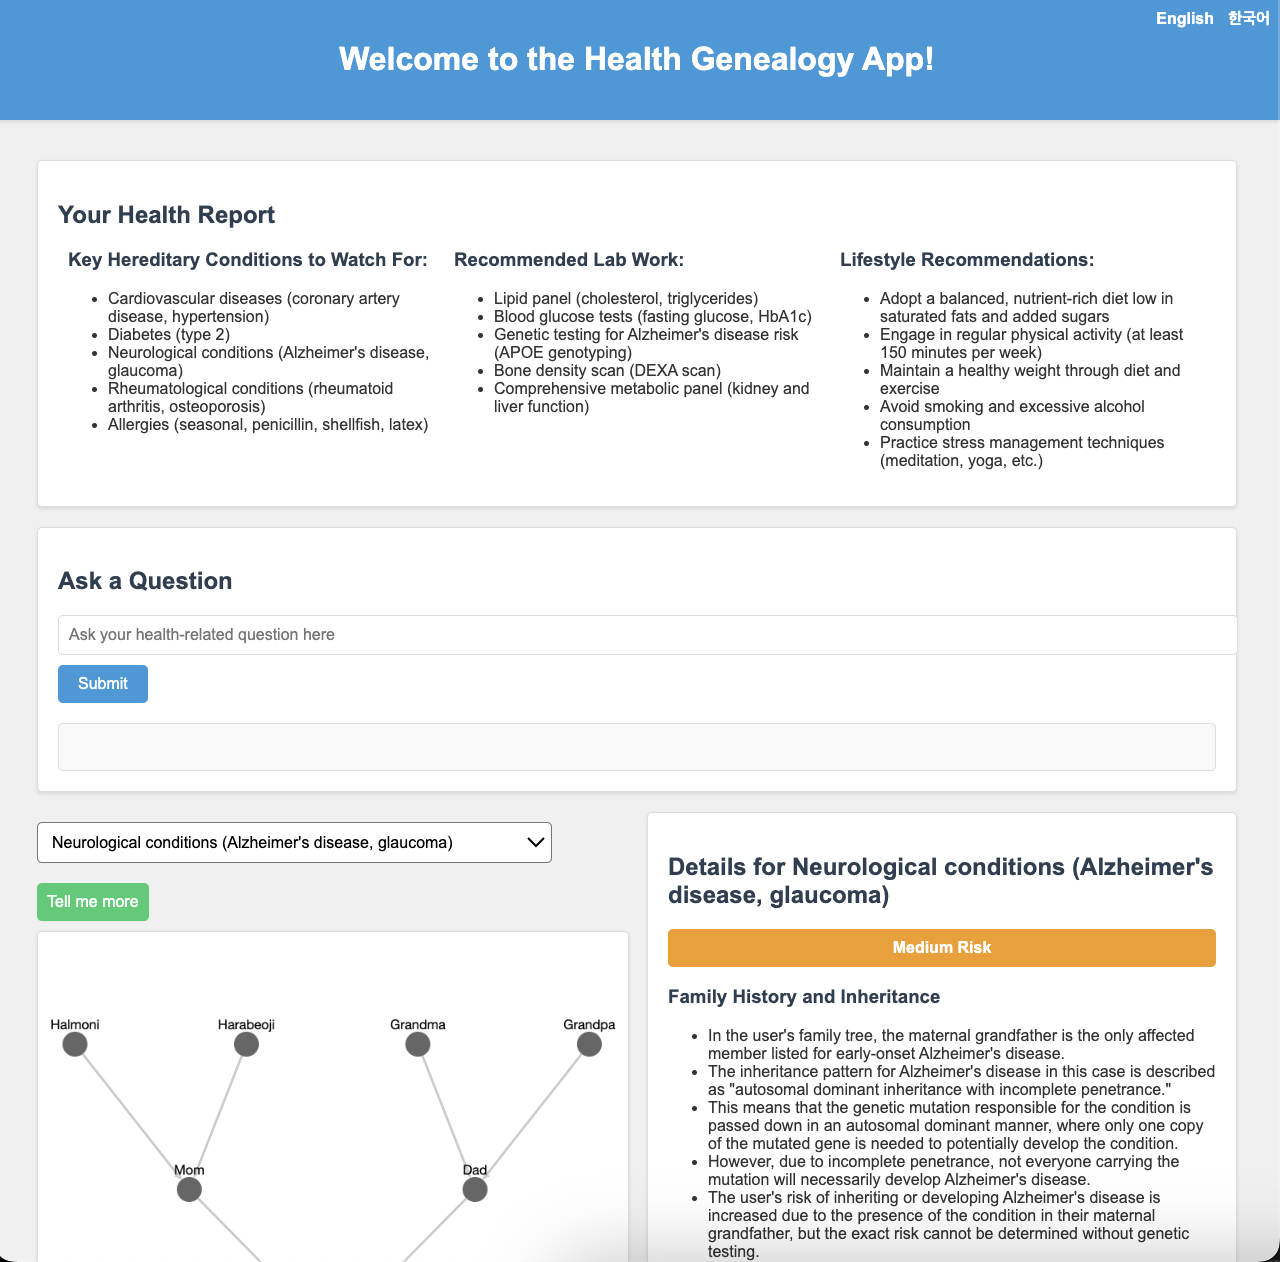 English 한국어
Welcome to the Health Genealogy App!
Your Health Report
Key Hereditary Conditions to Watch For:
Cardiovascular diseases (coronary artery
disease, hypertension)
Diabetes (type 2)
Neurological conditions (Alzheimer's disease,
glaucoma)
Rheumatological conditions (rheumatoid
arthritis, osteoporosis)
Allergies (seasonal, penicillin, shellfish, latex)
Recommended Lab Work:
Lipid panel (cholesterol, triglycerides)
Blood glucose tests (fasting glucose, HbA1c)
Genetic testing for Alzheimer's disease risk
(APOE genotyping)
Bone density scan (DEXA scan)
Comprehensive metabolic panel (kidney and
liver function)
Lifestyle Recommendations:
Adopt a balanced, nutrient-rich diet low in
saturated fats and added sugars
Engage in regular physical activity (at least
150 minutes per week)
Maintain a healthy weight through diet and
exercise
Avoid smoking and excessive alcohol
consumption
Practice stress management techniques
(meditation, yoga, etc.)
Ask a Question
Ask your health-related question here
Submit
Neurological conditions (Alzheimer's disease, glaucoma)
Tell me more
Halmoni Harabeoji Grandma Grandpa
Mom Dad
Details for Neurological conditions (Alzheimer's
disease, glaucoma)
Medium Risk
Family History and Inheritance
In the user's family tree, the maternal grandfather is the only affected
member listed for early-onset Alzheimer's disease.
The inheritance pattern for Alzheimer's disease in this case is described
as "autosomal dominant inheritance with incomplete penetrance."
This means that the genetic mutation responsible for the condition is
passed down in an autosomal dominant manner, where only one copy
of the mutated gene is needed to potentially develop the condition.
However, due to incomplete penetrance, not everyone carrying the
mutation will necessarily develop Alzheimer's disease.
The user's risk of inheriting or developing Alzheimer's disease is
increased due to the presence of the condition in their maternal
grandfather, but the exact risk cannot be determined without genetic
testing.